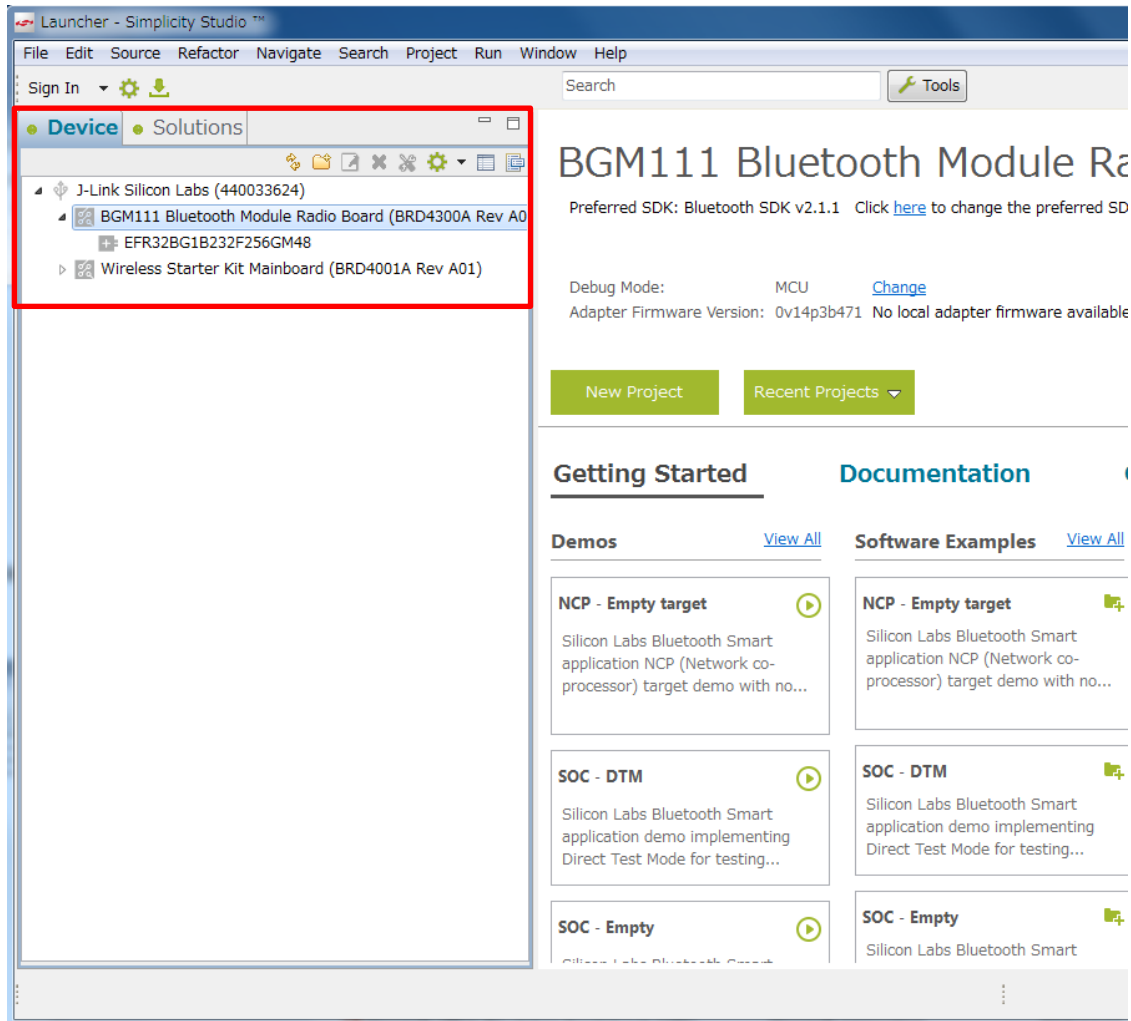 Launcher - Simplicity Studio ™
File Edit Source Refactor Navigate Search Project Run Window Help
Sign In
Search
Tools
Device
Solutions
J-Link Silicon Labs (440033624)
BGM111 Bluetooth Module Radio Board (BRD4300A Rev A0
EFR32BG1B232F256GM48
Wireless Starter Kit Mainboard (BRD4001A Rev A01)
BGM111 Bluetooth Module Ra
Preferred SDK: Bluetooth SDK v2.1.1 Click here to change the preferred SD
Debug Mode: MCU Change
Adapter Firmware Version: 0v14p3b471 No local adapter firmware available
New Project
Recent Projects
Getting Started
Documentation
Demos
View All
NCP - Empty target
Silicon Labs Bluetooth Smart
application NCP (Network co-
processor) target demo with no...
SOC - DTM
Silicon Labs Bluetooth Smart
application demo implementing
Direct Test Mode for testing...
SOC - Empty
Software Examples
View All
NCP - Empty target
Silicon Labs Bluetooth Smart
application NCP (Network co-
processor) target demo with no...
SOC - DTM
Silicon Labs Bluetooth Smart
application demo implementing
Direct Test Mode for testing...
SOC - Empty
Silicon Labs Bluetooth Smart